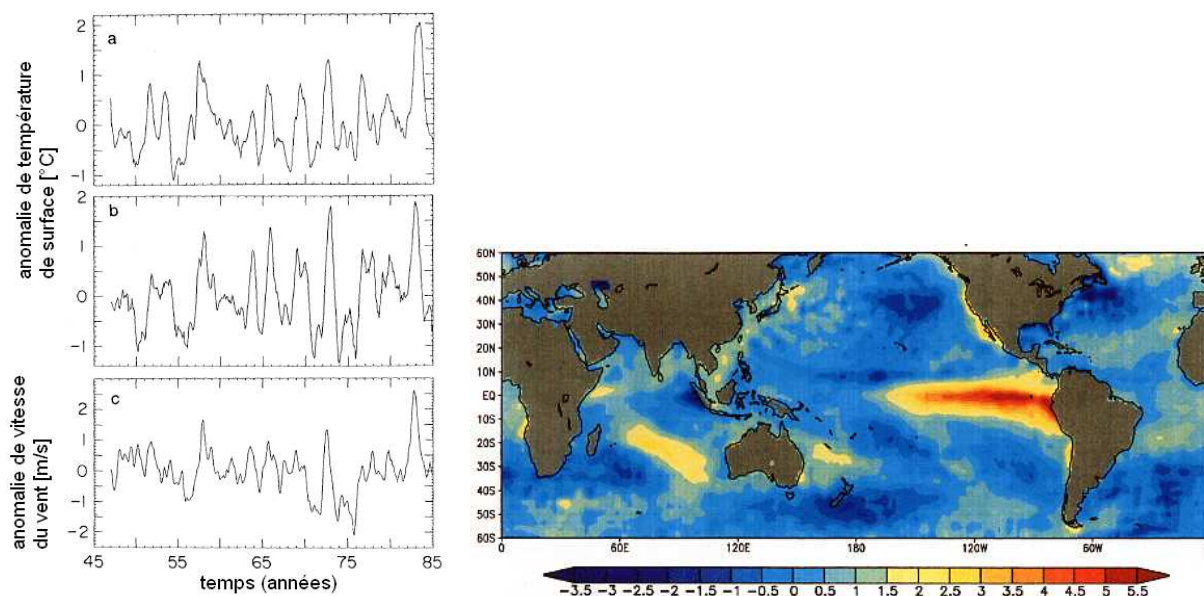 anomalie de température
de surface [°C]
anomalie de vitesse
du vent [m/s]
a
2
1
0
−1
b
2
1
0
−1
c
2
1
0
−1
−2
45 55 65 75 85
temps (années)
60N
50N
40N
30N
20N
10N
EQ
10S
20S
30S
40S
50S
60S
0 60E 120E 180 120W 60W
−3.5 −3 −2.5 −2 −1.5 −1 −0.5 0 0.5 1 1.5 2 2.5 3 3.5 4 4.5 5 5.5